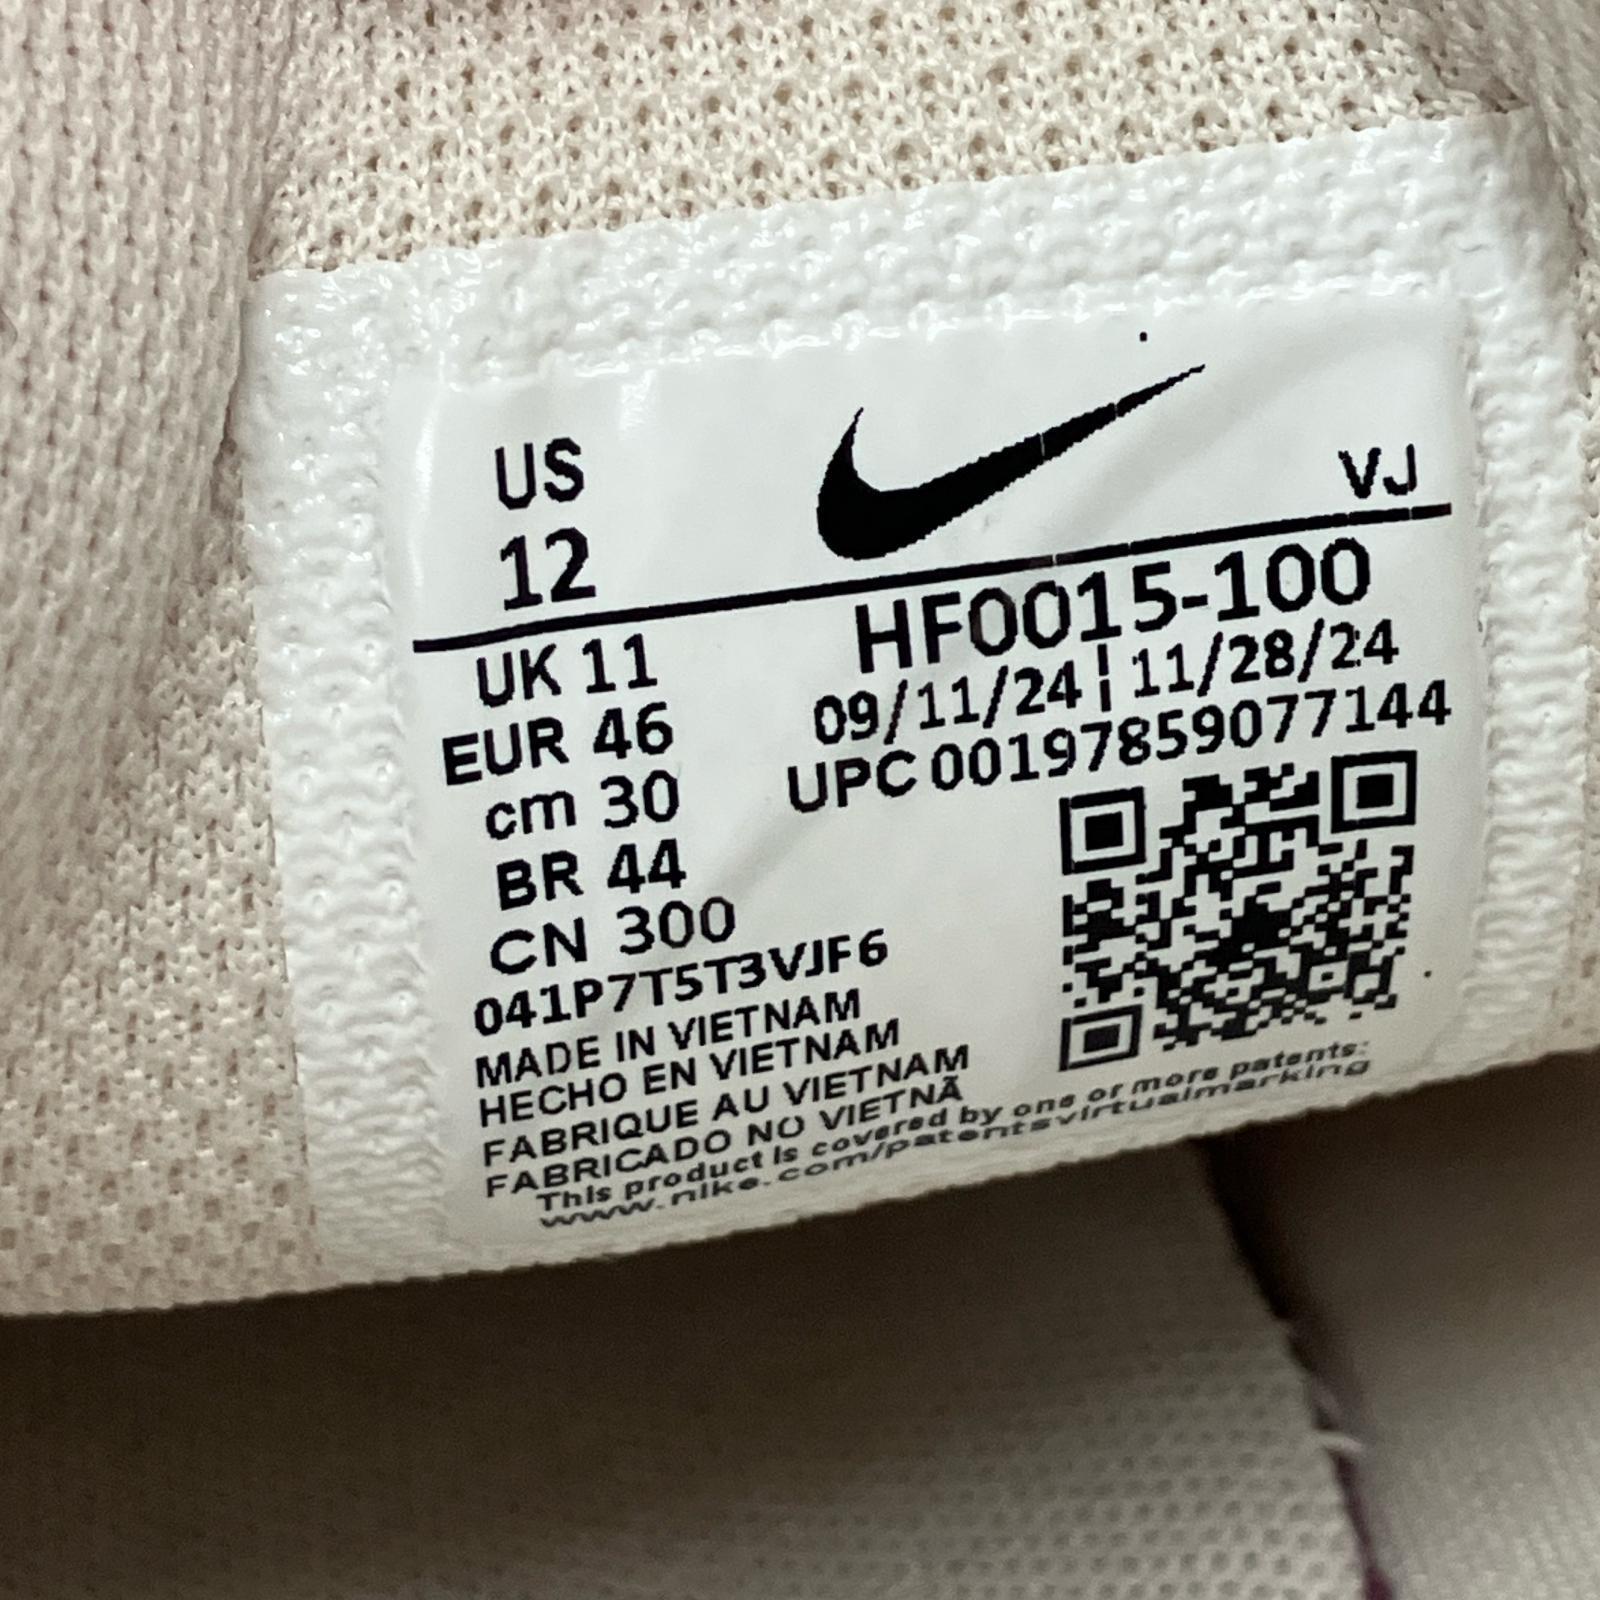 US
12
VJ
UK 11
EUR 46
cm 30
BR 44
CN 300
HF0015-100
09/11/24 | 11/28/24
UPC 00197859077144
041P7T5T3VJF6
MADE IN VIETNAM
HECHO EN VIETNAM
FABRIQUE AU VIETNAM
FABRICADO NO VIETNÃ
This product is covered by one or more patents:
www.nike.com/patentsvirtualmarking